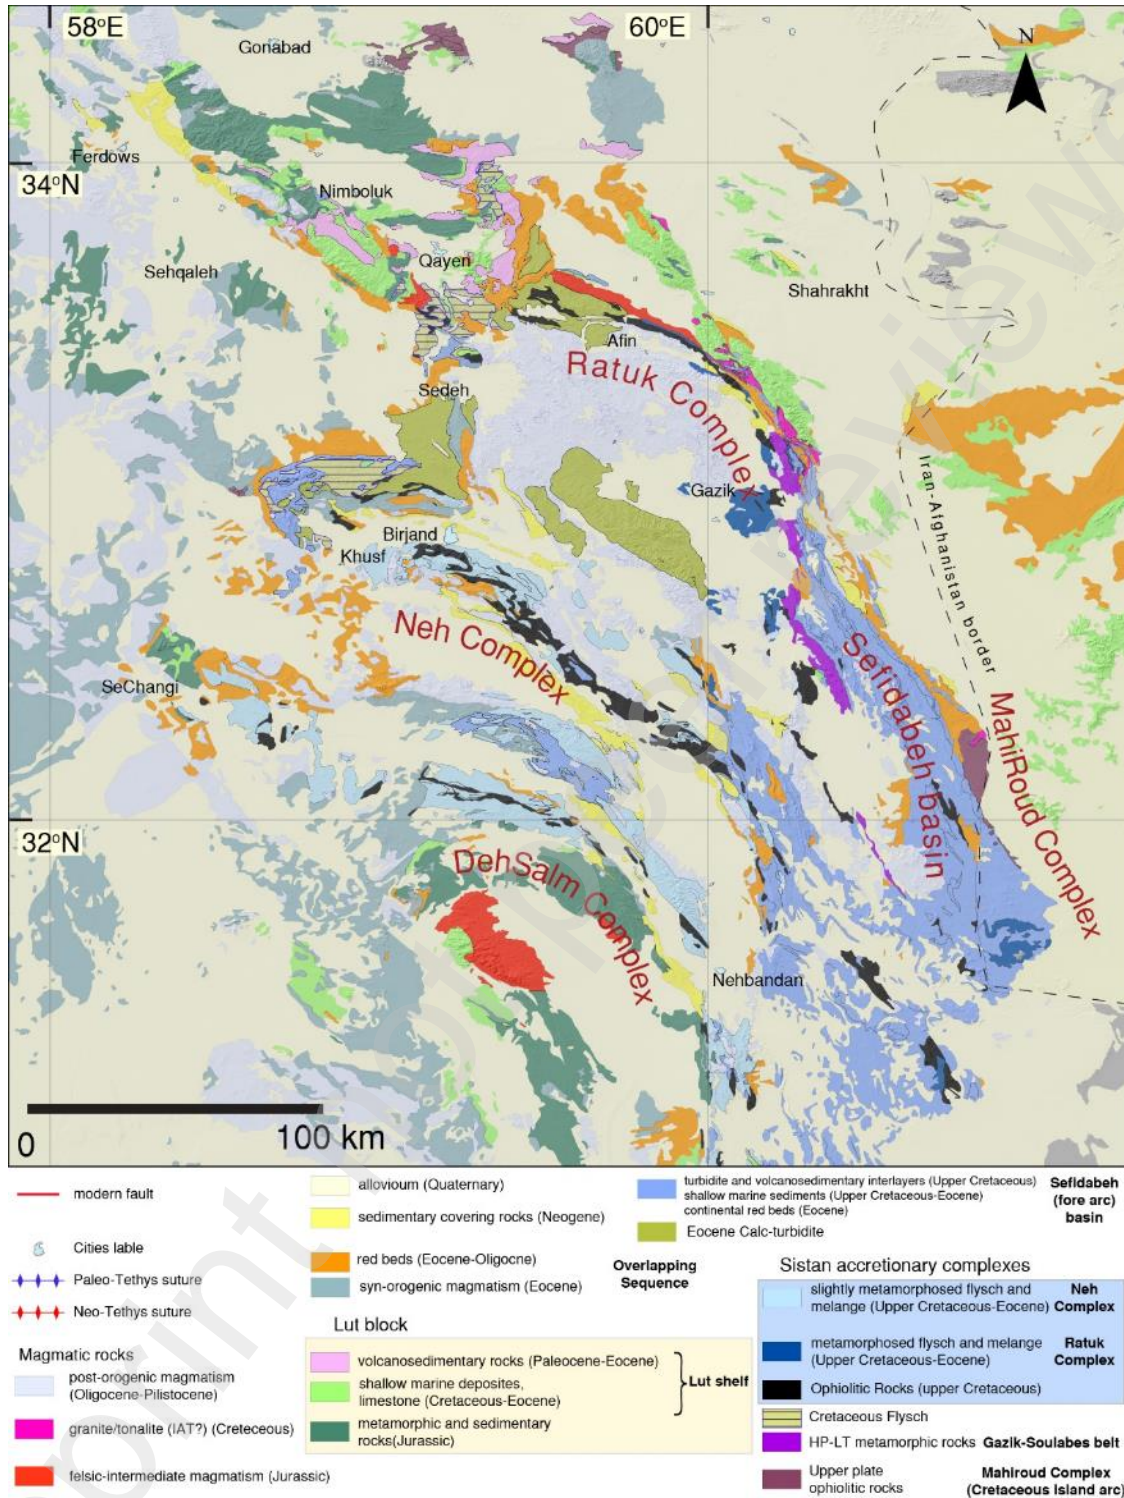 58°E
60°E
N
Gonabad
Ferdows
34°N
Nimboluk
Qayen
Sehqaleh
Shahrakht
Afin
Ratuk Complex
Sedeh
Gazik
Iran-Afghanistan border
Birjand
Khusf
Neh Complex
Sefidabeh basin
SeChangi
MahiRoud Complex
32°N
DehSalm Complex
Nehbandan
0
100 km
modern fault
Cities lable
Paleo-Tethys suture
Neo-Tethys suture
Magmatic rocks
post-orogenic magmatism
(Oligocene-Pilistocene)
granite/tonalite (IAT?) (Creteceous)
felsic-intermediate magmatism (Jurassic)
allovioum (Quaternary)
sedimentary covering rocks (Neogene)
red beds (Eocene-Oligocne)
syn-orogenic magmatism (Eocene)
Overlapping
Sequence
Lut block
volcanosedimentary rocks (Paleocene-Eocene)
shallow marine deposites,
limestone (Cretaceous-Eocene)
Lut shelf
metamorphic and sedimentary
rocks(Jurassic)
turbidite and volcanosedimentary interlayers (Upper Cretaceous)
shallow marine sediments (Upper Cretaceous-Eocene)
continental red beds (Eocene)
Sefidabeh
(fore arc)
basin
Eocene Calc-turbidite
Sistan accretionary complexes
slightly metamorphosed flysch and
melange (Upper Cretaceous-Eocene)
Neh
Complex
metamorphosed flysch and melange
(Upper Cretaceous-Eocene)
Ratuk
Complex
Ophiolitic Rocks (upper Cretaceous)
Cretaceous Flysch
HP-LT metamorphic rocks Gazik-Soulabes belt
Upper plate
ophiolitic rocks
Mahiroud Complex
(Cretaceous Island arc)